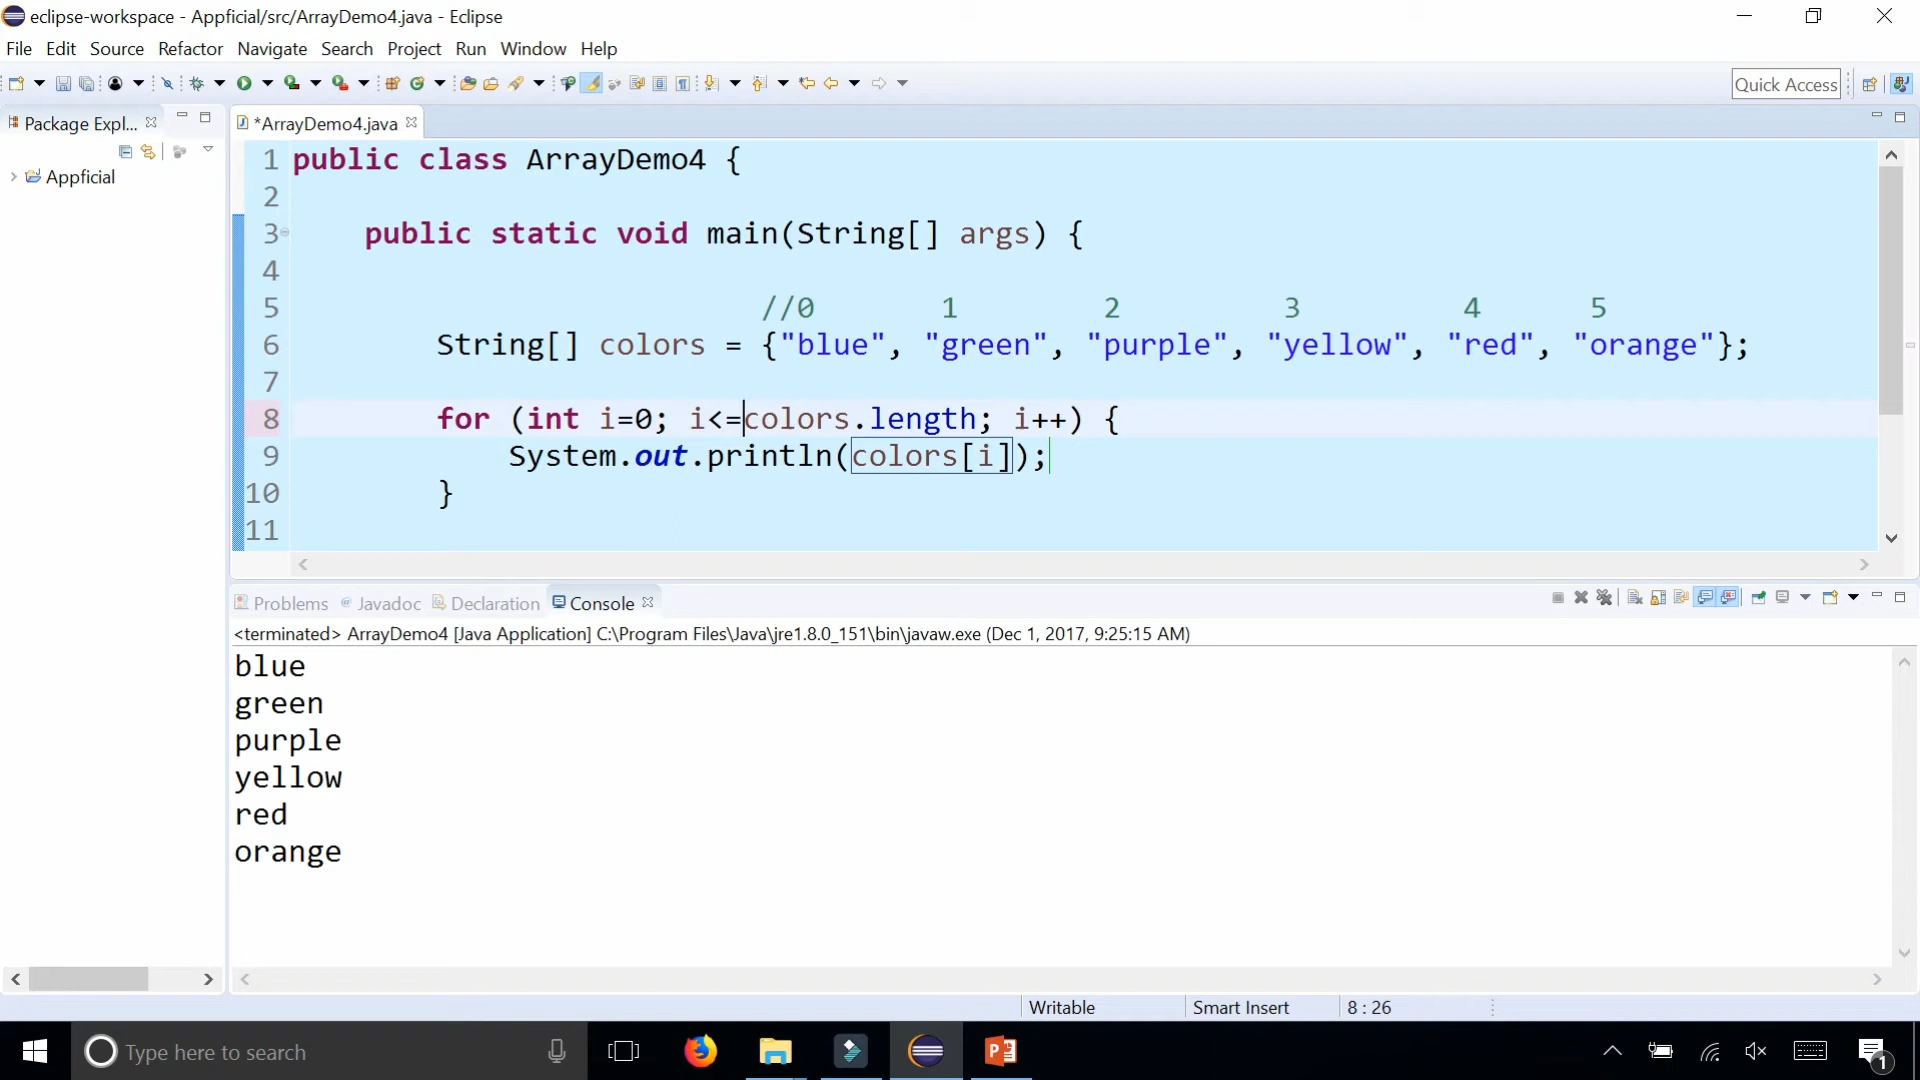 eclipse-workspace - Appficial/src/ArrayDemo4.java - Eclipse
File Edit Source Refactor Navigate Search Project Run Window Help
Quick Access
Package Expl...
*ArrayDemo4.java
Appficial
1 public class ArrayDemo4 {
2
3 public static void main(String[] args) {
4
5 //0 1 2 3 4 5
6 String[] colors = {"blue", "green", "purple", "yellow", "red", "orange"};
7
8 for (int i=0; i<=colors.length; i++) {
9 System.out.println(colors[i]);
10 }
11
Problems @ Javadoc Declaration Console
<terminated> ArrayDemo4 [Java Application] C:\Program Files\Java\jre1.8.0_151\bin\javaw.exe (Dec 1, 2017, 9:25:15 AM)
blue
green
purple
yellow
red
orange
Writable Smart Insert 8 : 26
Type here to search
1